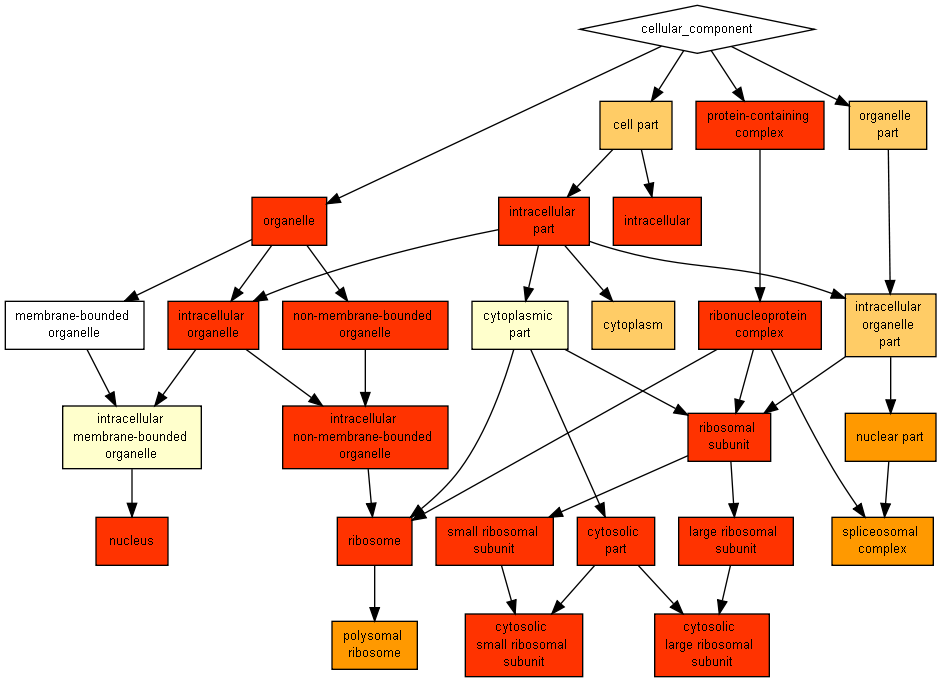 cellular_component
cell part
protein-containing
complex
organelle
part
organelle
intracellular
part
intracellular
membrane-bounded
organelle
intracellular
organelle
non-membrane-bounded
organelle
cytoplasmic
part
cytoplasm
ribonucleoprotein
complex
intracellular
organelle
part
intracellular
membrane-bounded
organelle
intracellular
non-membrane-bounded
organelle
ribosomal
subunit
nuclear part
nucleus
ribosome
small ribosomal
subunit
cytosolic
part
large ribosomal
subunit
spliceosomal
complex
polysomal
ribosome
cytosolic
small ribosomal
subunit
cytosolic
large ribosomal
subunit